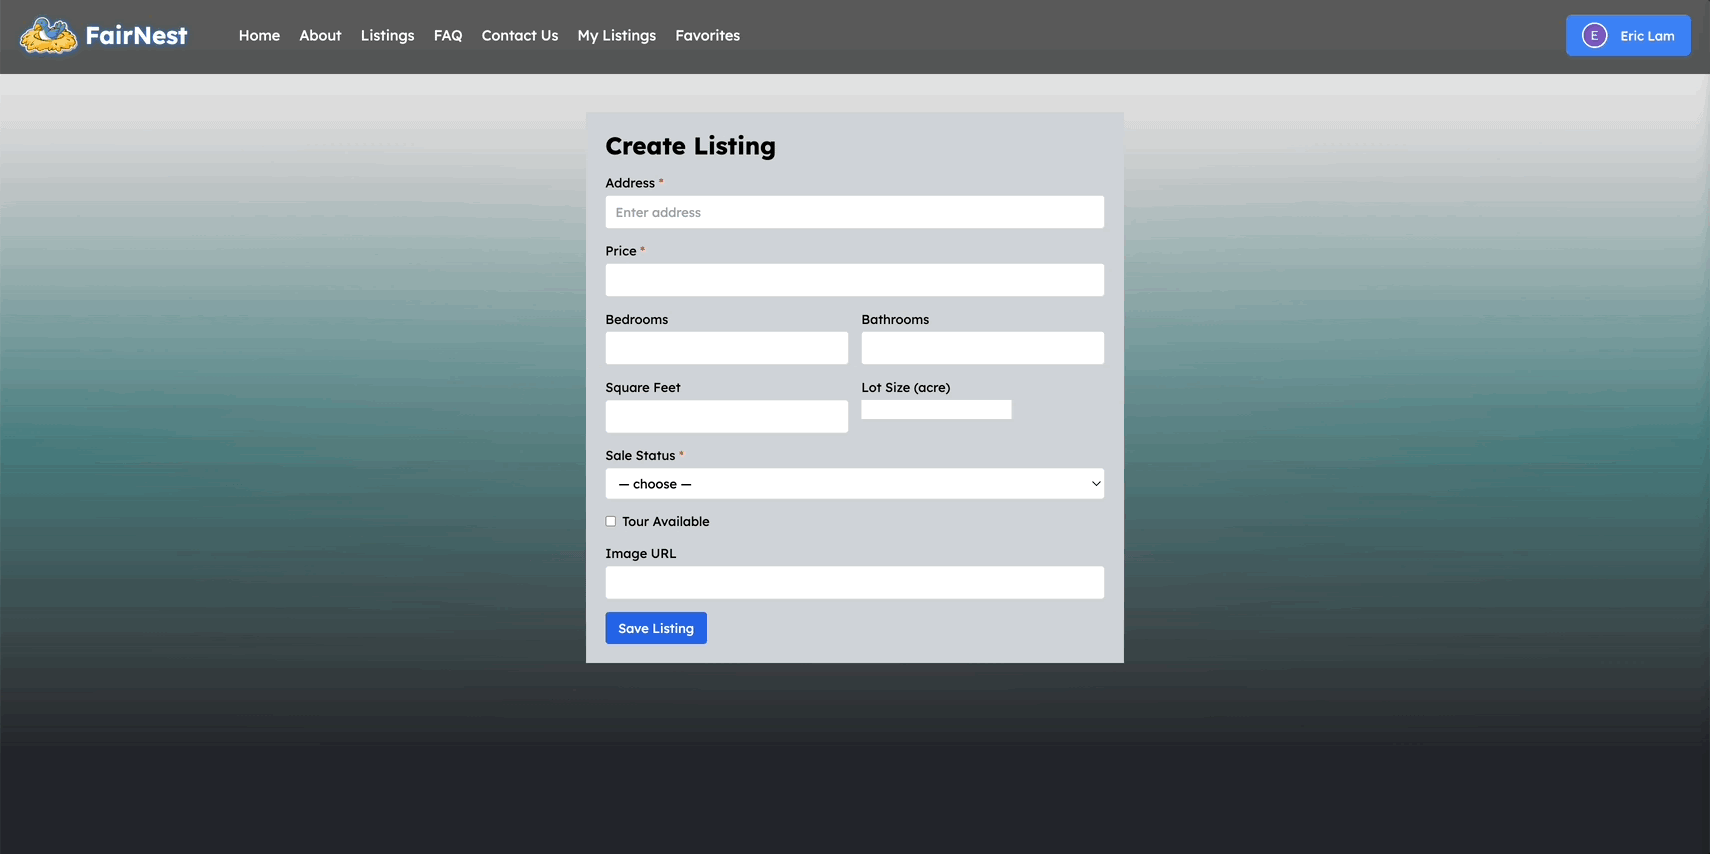 FairNest
Home About Listings FAQ Contact Us My Listings Favorites
E Eric Lam
Create Listing
Address *
Enter address
Price *
Bedrooms Bathrooms
Square Feet Lot Size (acre)
Sale Status *
— choose —
Tour Available
Image URL
Save Listing